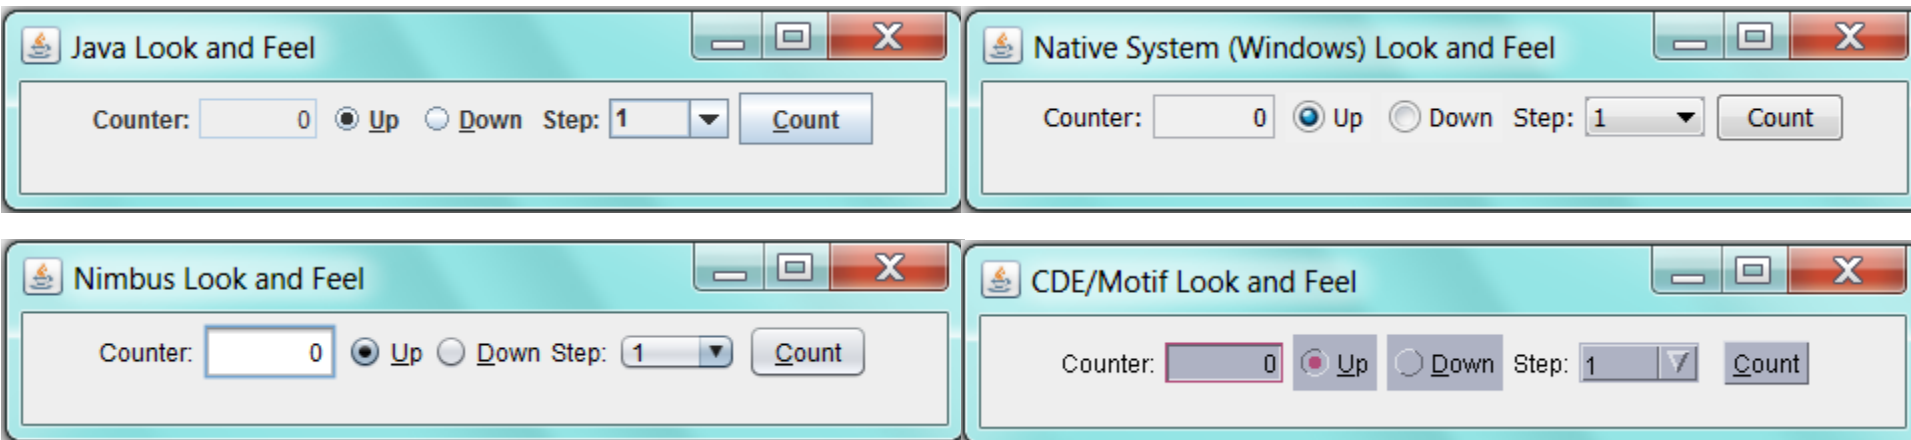 Java Look and Feel
Counter: 0 Up Down Step: 1 Count
Native System (Windows) Look and Feel
Counter: 0 Up Down Step: 1 Count
Nimbus Look and Feel
Counter: 0 Up Down Step: 1 Count
CDE/Motif Look and Feel
Counter: 0 Up Down Step: 1 Count